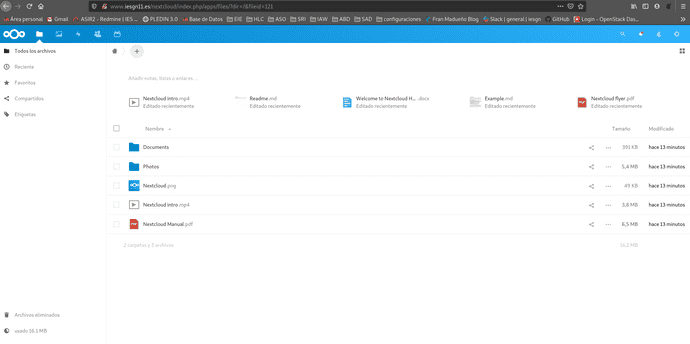 www.iesgn11.es/nextcloud/index.php/apps/files/?dir=/&fileid=121
Área personal Gmail ASIR2 - Redmine | IES ... PLEDIN 3.0 Base de Datos EIE HLC ASO SRI IAW ABD SAD configuraciones Fran Madueño Blog Slack | general | iesgn GitHub Login - OpenStack Das...
Todos los archivos
Reciente
Favoritos
Compartidos
Etiquetas
Añadir notas, listas o enlaces ...
Nextcloud intro.mp4 Readme.md Welcome to Nextcloud H... .docx Example.md Nextcloud flyer.pdf
Editado recientemente Editado recientemente Editado recientemente Editado recientemente Editado recientemente
Nombre Tamaño Modificado
Documents 391 KB hace 13 minutos
Photos 5,4 MB hace 13 minutos
Nextcloud.png 49 KB hace 13 minutos
Nextcloud intro.mp4 3,8 MB hace 13 minutos
Nextcloud Manual.pdf 6,5 MB hace 13 minutos
2 carpetas y 3 archivos 16,1 MB
Archivos eliminados
usado 16.1 MB